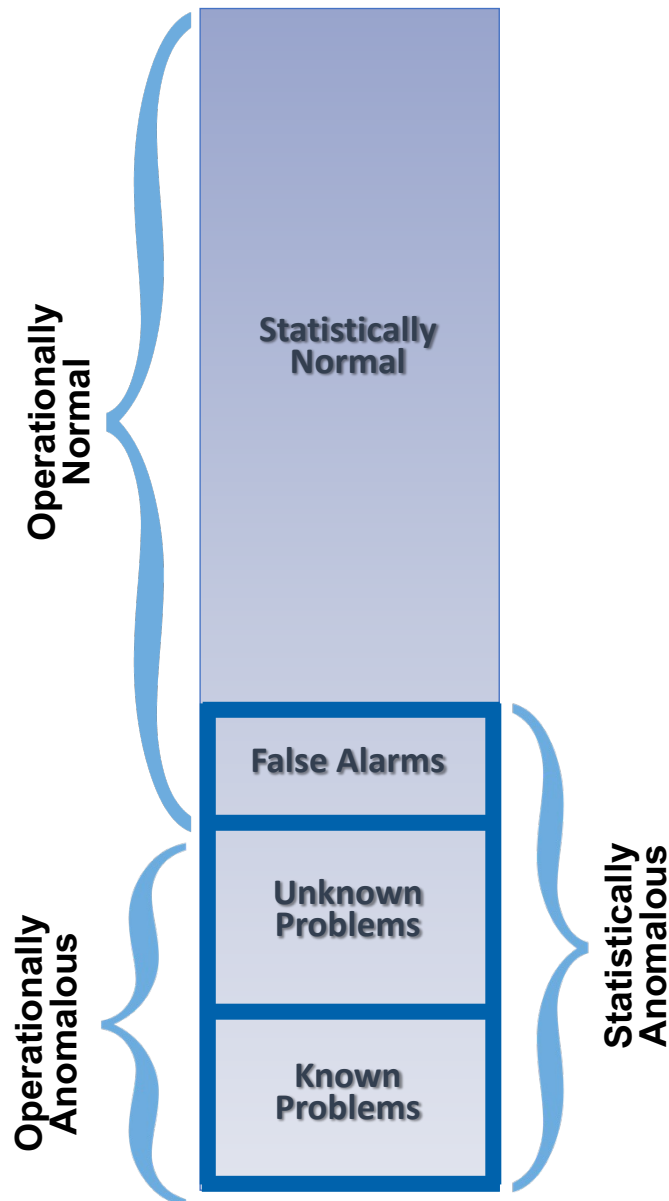 Operationally
Normal
Statistically
Normal
False Alarms
Unknown
Problems
Known
Problems
Operationally
Anomalous
Statistically
Anomalous